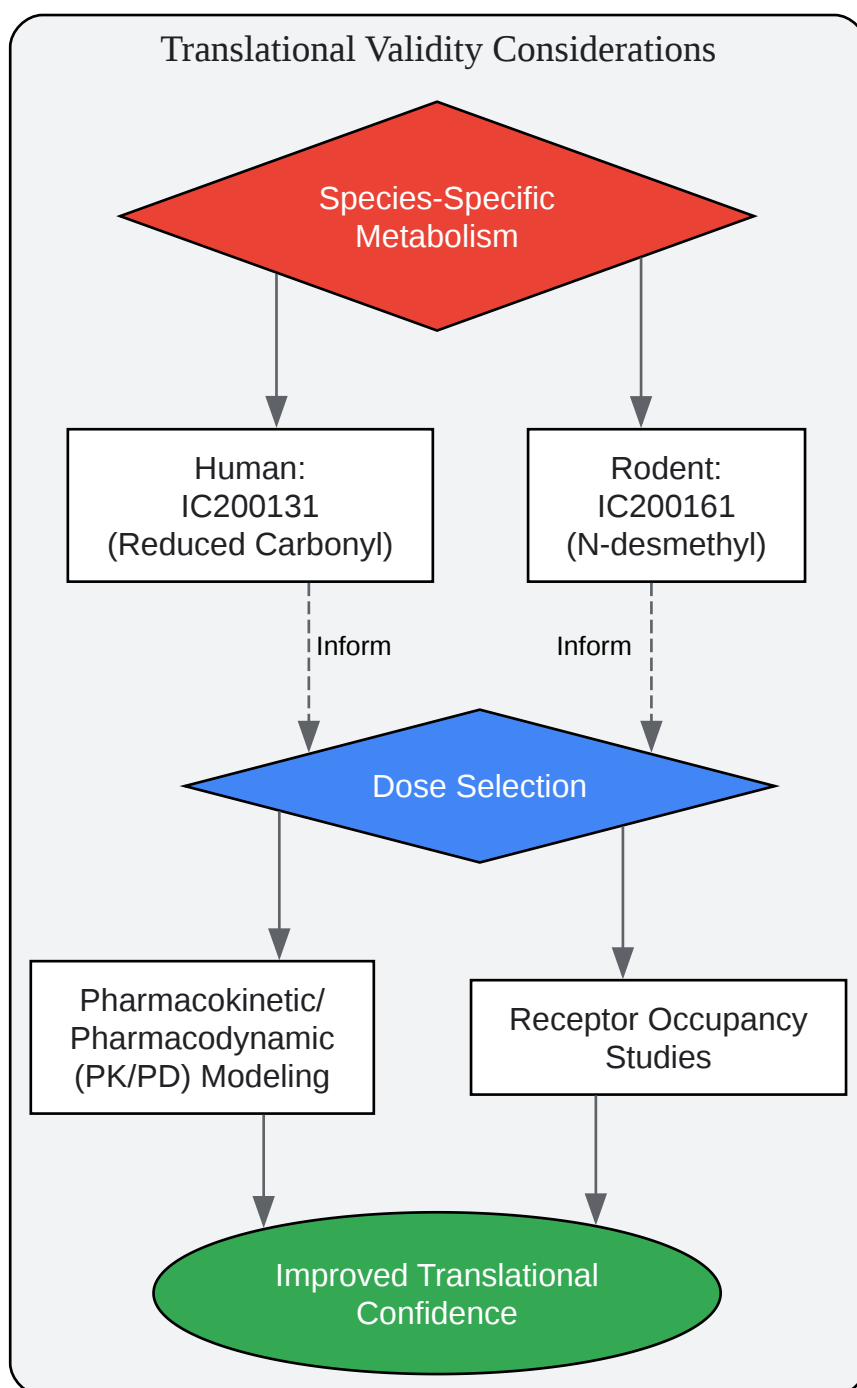 Translational Validity Considerations
Species-Specific
Metabolism
Human:
IC200131
(Reduced Carbonyl)
Rodent:
IC200161
(N-desmethyl)
Inform
Inform
Dose Selection
Pharmacokinetic/
Pharmacodynamic
(PK/PD) Modeling
Receptor Occupancy
Studies
Improved Translational
Confidence